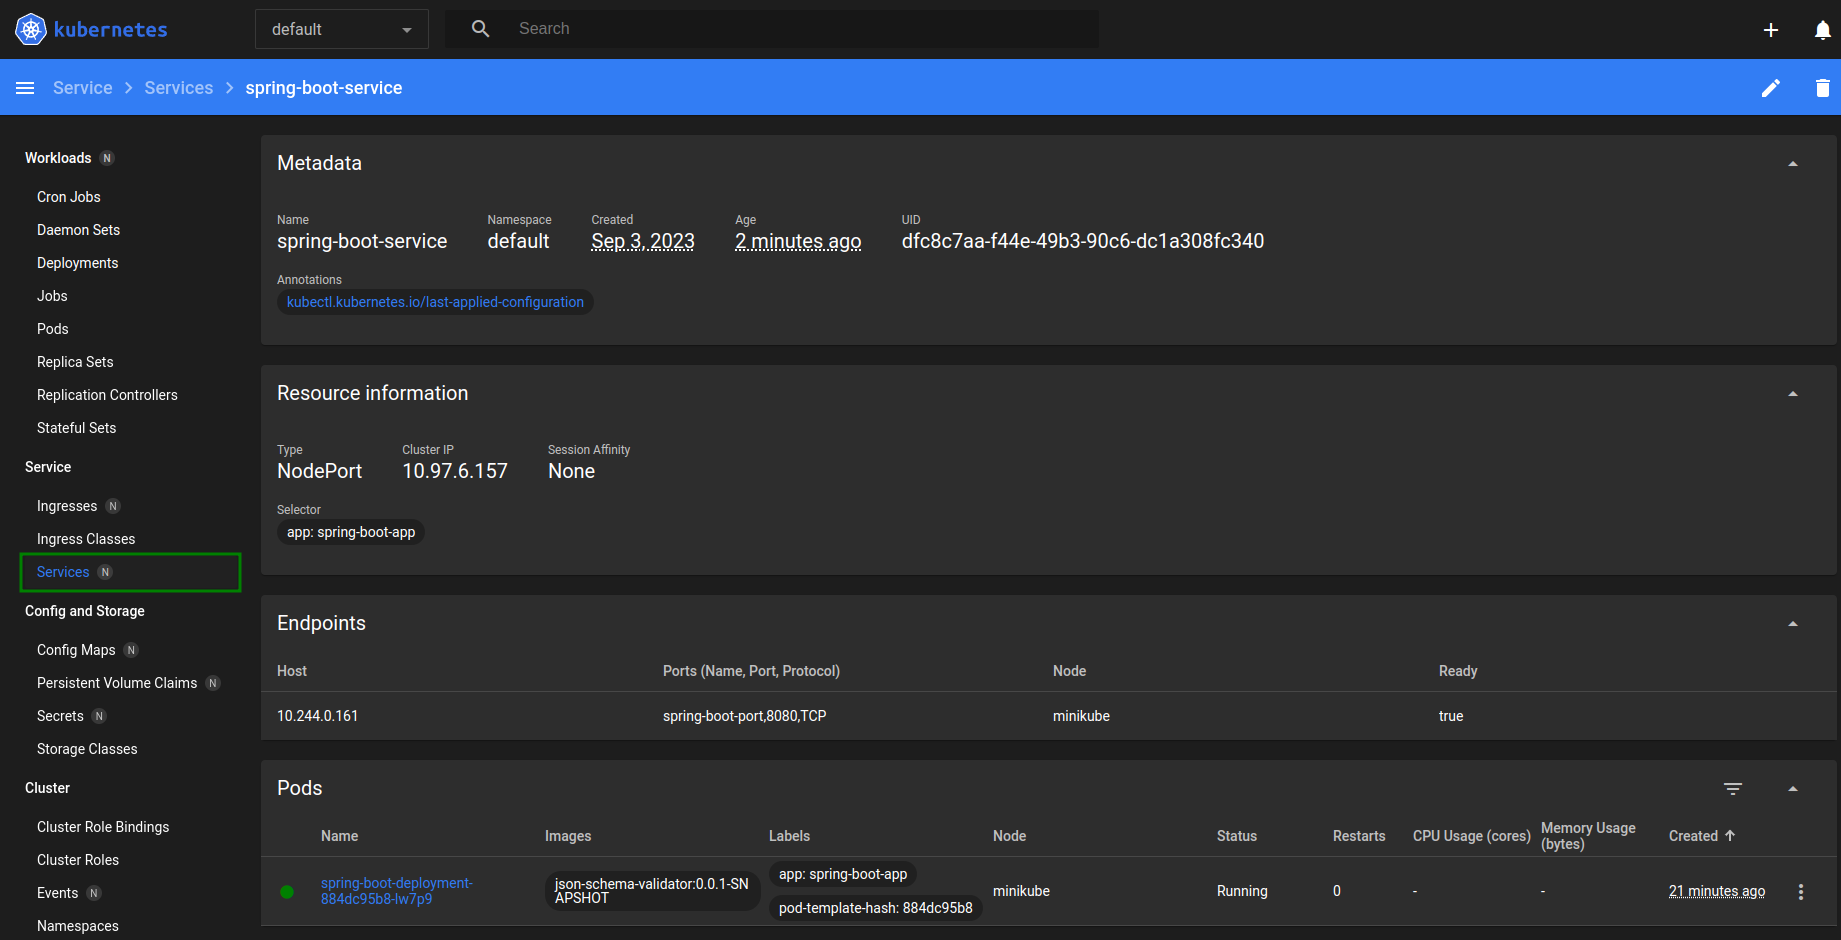 kubernetes
default
Search
Service
Services
spring-boot-service
Workloads N
Cron Jobs
Daemon Sets
Deployments
Jobs
Pods
Replica Sets
Replication Controllers
Stateful Sets
Service
Ingresses N
Ingress Classes
Services N
Config and Storage
Config Maps N
Persistent Volume Claims N
Secrets N
Storage Classes
Cluster
Cluster Role Bindings
Cluster Roles
Events N
Namespaces
Metadata
Name Namespace Created Age UID
spring-boot-service default Sep 3, 2023 2 minutes ago dfc8c7aa-f44e-49b3-90c6-dc1a308fc340
Annotations
kubectl.kubernetes.io/last-applied-configuration
Resource information
Type Cluster IP Session Affinity
NodePort 10.97.6.157 None
Selector
app: spring-boot-app
Endpoints
Host Ports (Name, Port, Protocol) Node Ready
10.244.0.161 spring-boot-port,8080,TCP minikube true
Pods
Name Images Labels Node Status Restarts CPU Usage (cores) Memory Usage (bytes) Created
spring-boot-deployment-
884dc95b8-lw7p9
json-schema-validator:0.0.1-SN
APSHOT
app: spring-boot-app
pod-template-hash: 884dc95b8
minikube Running 0 - - 21 minutes ago